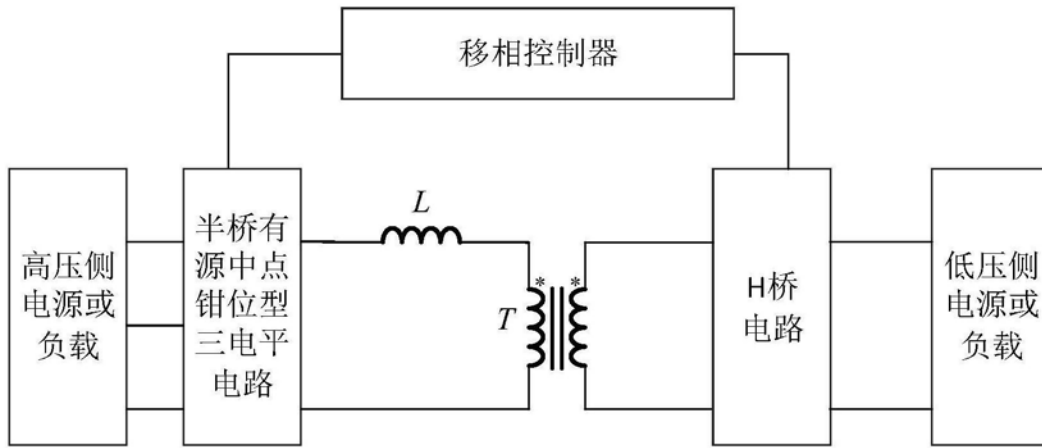 移相控制器
高压侧
电源或
负载
半桥有
源中点
钳位型
三电平
电路
L
T
*
*
H桥
电路
低压侧
电源或
负载